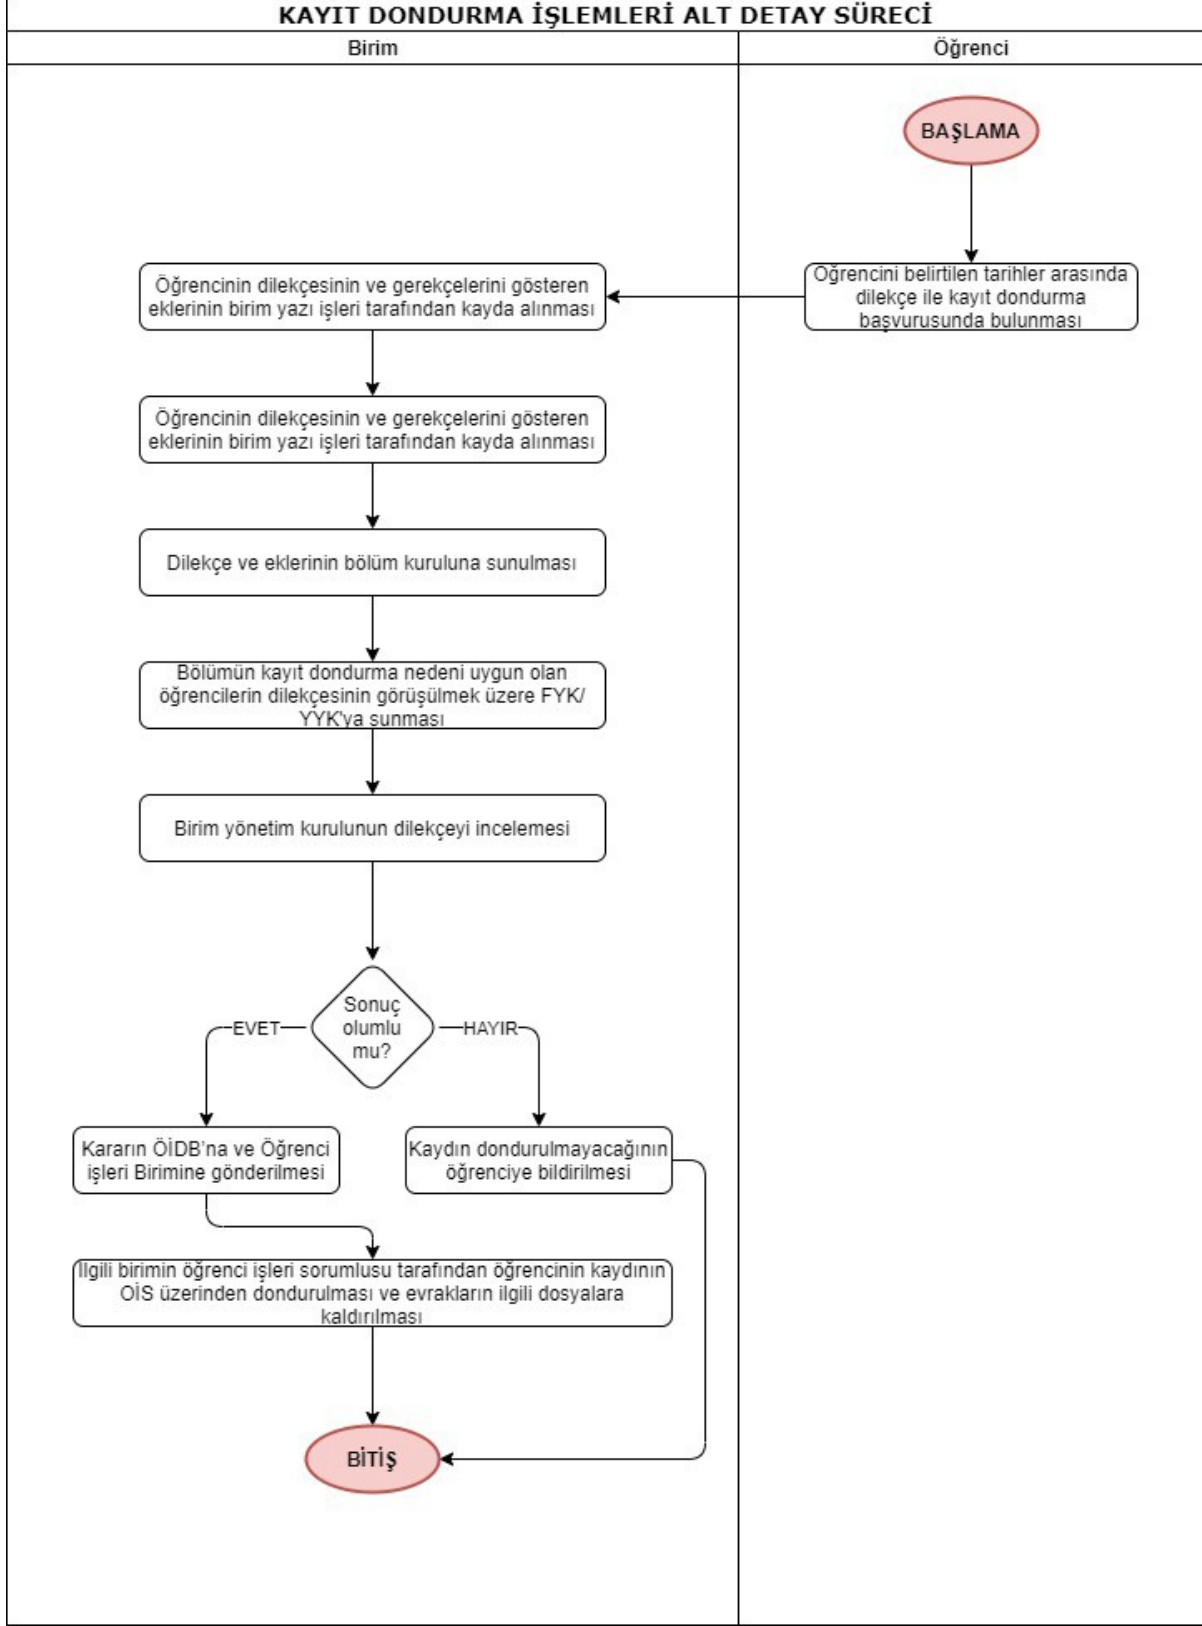 KAYIT DONDURMA İŞLEMLERİ ALT DETAY SÜRECİ
Birim
Öğrenci
BAŞLAMA
Öğrencini belirtilen tarihler arasında
dilekçe ile kayıt dondurma
başvurusunda bulunması
Öğrencinin dilekçesinin ve gerekçelerini gösteren
eklerinin birim yazı işleri tarafından kayda alınması
Öğrencinin dilekçesinin ve gerekçelerini gösteren
eklerinin birim yazı işleri tarafından kayda alınması
Dilekçe ve eklerinin bölüm kuruluna sunulması
Bölümün kayıt dondurma nedeni uygun olan
öğrencilerin dilekçesinin görüşülmek üzere FYK/
YYK'ya sunması
Birim yönetim kurulunun dilekçeyi incelemesi
Sonuç
olumlu
mu?
EVET
HAYIR
Kararın ÖİDB'na ve Öğrenci
işleri Birimine gönderilmesi
Kaydın dondurulmayacağının
öğrenciye bildirilmesi
İlgili birimin öğrenci işleri sorumlusu tarafından öğrencinin kaydının
OİS üzerinden dondurulması ve evrakların ilgili dosyalara
kaldırılması
BİTİŞ